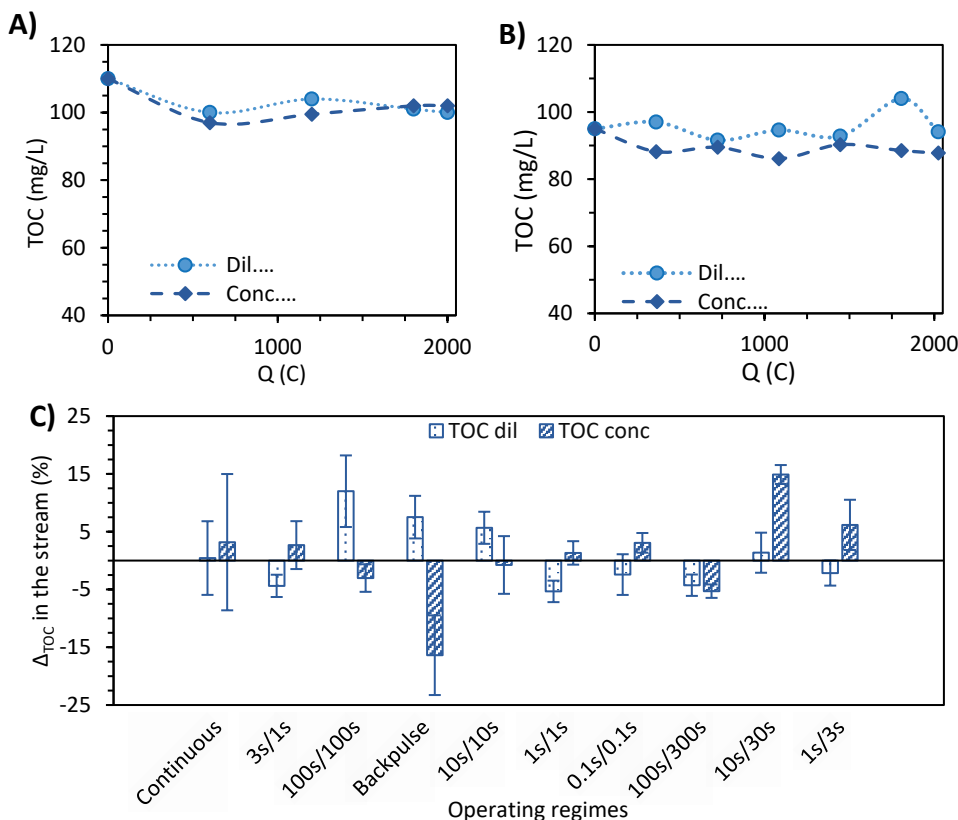 A)
120
100
80
60
40
TOC (mg/L)
Dil....
Conc....
0
1000
2000
Q (C)
B)
120
100
80
60
40
TOC (mg/L)
Dil....
Conc....
0
1000
2000
Q (C)
C)
25
15
5
-5
-15
-25
ΔTOC in the stream (%)
TOC dil
TOC conc
Continuous
3s/1s
100s/100s
Backpulse
10s/10s
1s/1s
0.1s/0.1s
100s/300s
10s/30s
1s/3s
Operating regimes